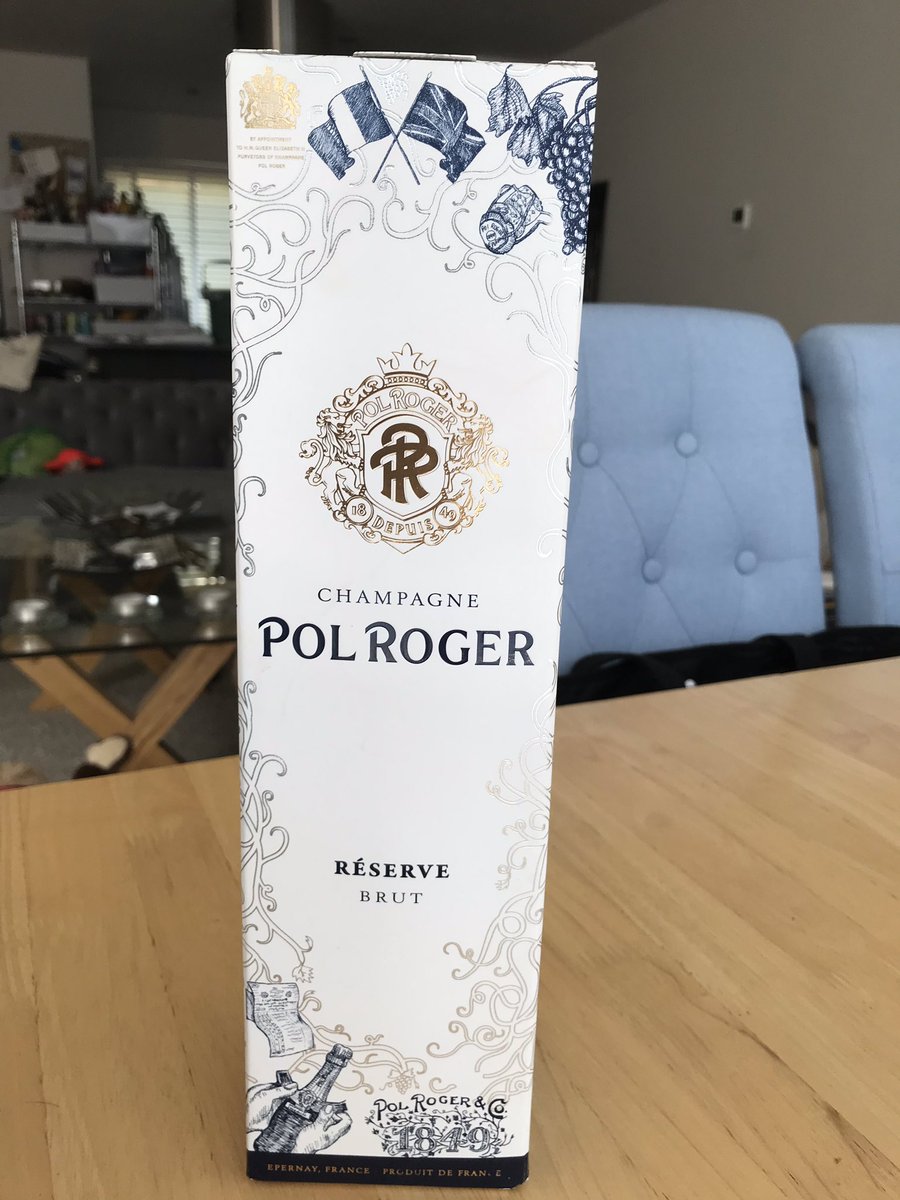 BY APPOINTMENT
TO H.M. QUEEN ELIZABETH II
PURVEYORS OF CHAMPAGNE
POL ROGER
POL ROGER
PR
18 DEPUIS 49
CHAMPAGNE
POL ROGER
RÉSERVE
BRUT
POL ROGER & Co.
1849
EPERNAY, FRANCE PRODUIT DE FRANCE